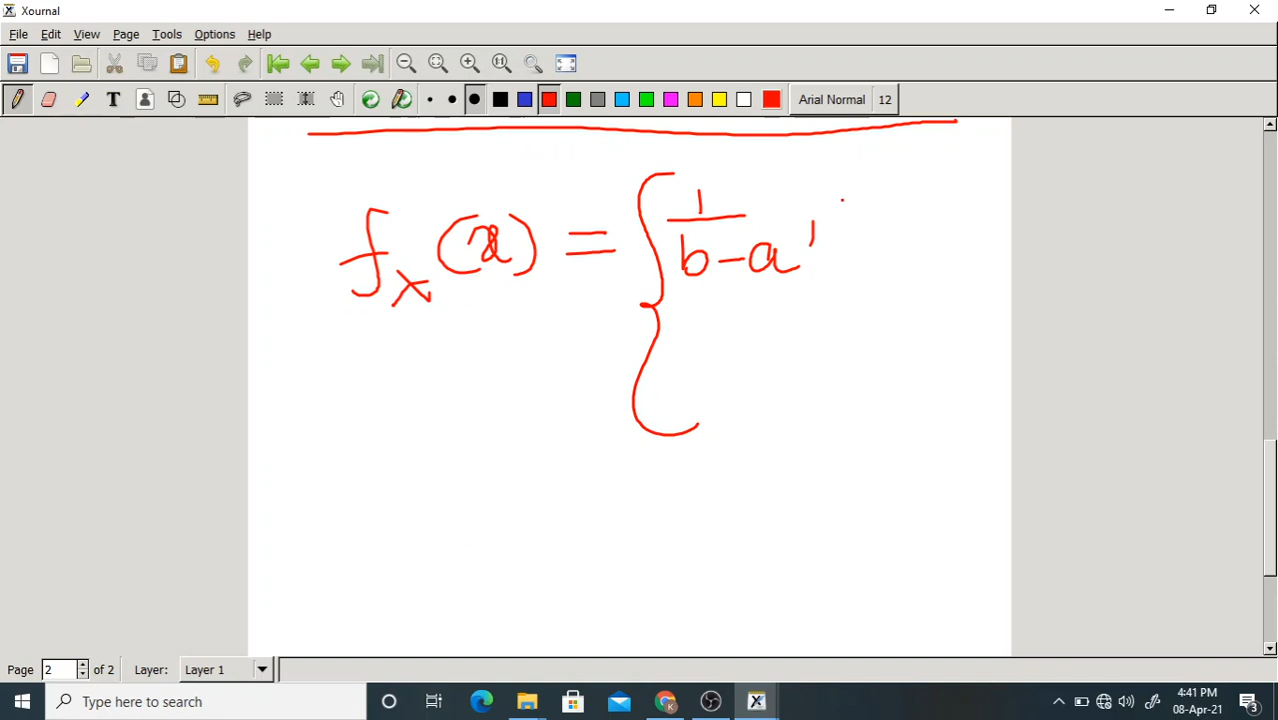 Xournal
File Edit View Page Tools Options Help
Arial Normal 12
f_X (x) = { 1/(b-a) ,
Page 2 of 2 Layer: Layer 1
Type here to search
4:41 PM
08-Apr-21
3